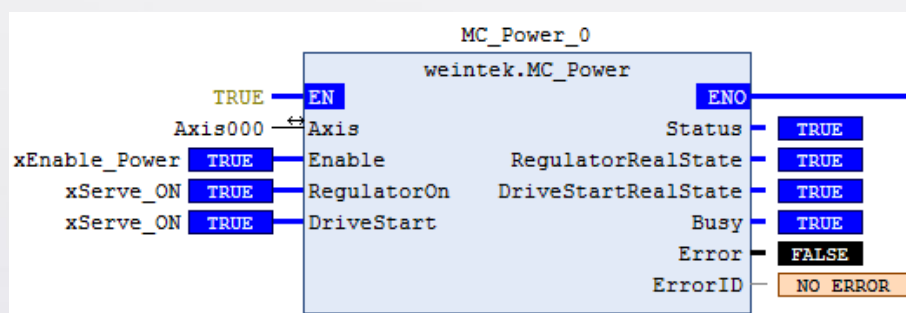 MC_Power_0
weintek.MC_Power
TRUE EN ENO
Axis000 Axis Status TRUE
xEnable_Power TRUE Enable RegulatorRealState TRUE
xServe_ON TRUE RegulatorOn DriveStartRealState TRUE
xServe_ON TRUE DriveStart Busy TRUE
Error FALSE
ErrorID NO ERROR